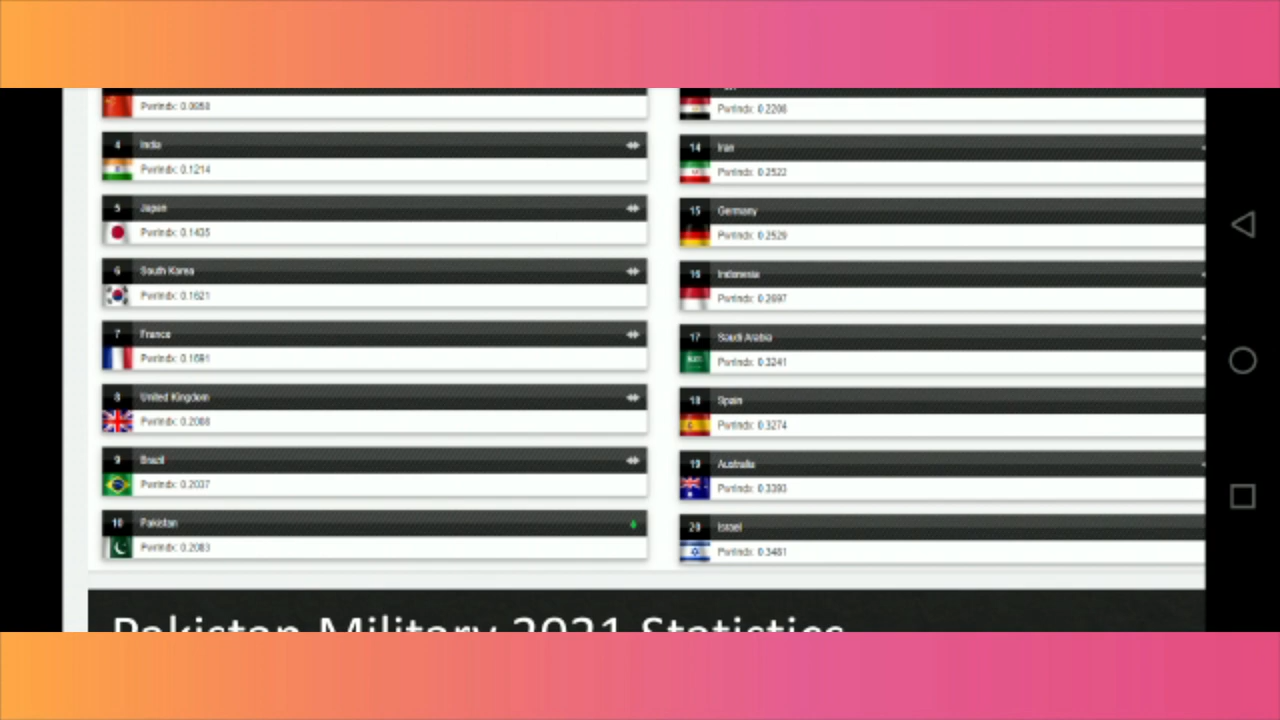 PwrIndx: 0.0858
4 India
PwrIndx: 0.1214
5 Japan
PwrIndx: 0.1435
6 South Korea
PwrIndx: 0.1621
7 France
PwrIndx: 0.1691
8 United Kingdom
PwrIndx: 0.2008
9 Brazil
PwrIndx: 0.2037
10 Pakistan
PwrIndx: 0.2083
PwrIndx: 0.2206
14 Iran
PwrIndx: 0.2522
15 Germany
PwrIndx: 0.2529
16 Indonesia
PwrIndx: 0.2697
17 Saudi Arabia
PwrIndx: 0.3241
18 Spain
PwrIndx: 0.3274
19 Australia
PwrIndx: 0.3393
20 Israel
PwrIndx: 0.3481
Pakistan Military 2021 Statistics